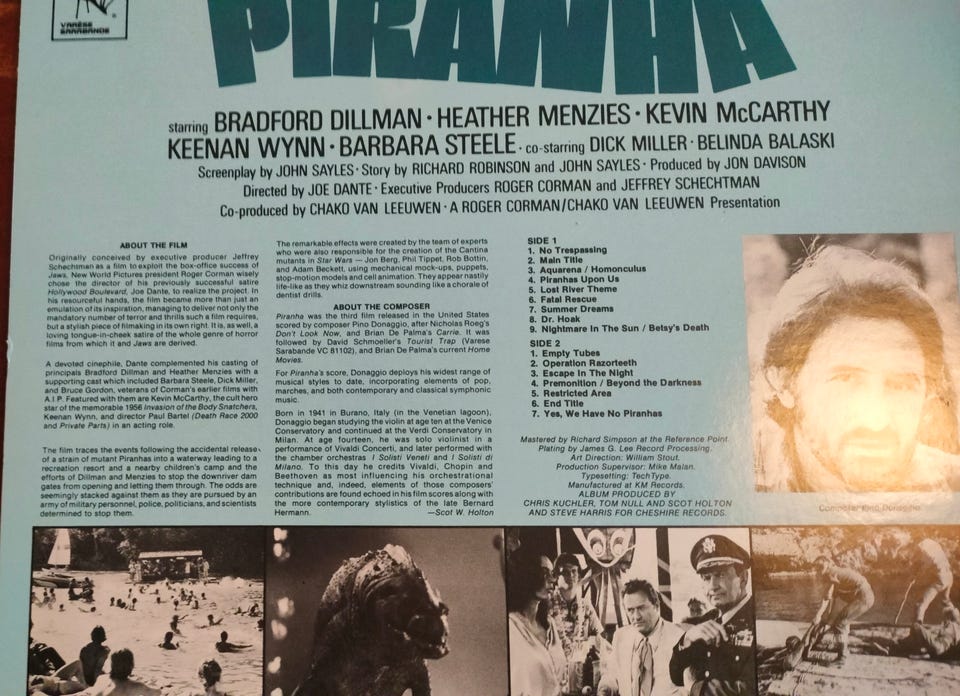 VARÈSE
SARABANDE
PIRANHA
starring BRADFORD DILLMAN · HEATHER MENZIES · KEVIN McCARTHY
KEENAN WYNN · BARBARA STEELE · co-starring DICK MILLER · BELINDA BALASKI
Screenplay by JOHN SAYLES · Story by RICHARD ROBINSON and JOHN SAYLES · Produced by JON DAVISON
Directed by JOE DANTE · Executive Producers ROGER CORMAN and JEFFREY SCHECHTMAN
Co-produced by CHAKO VAN LEEUWEN · A ROGER CORMAN/CHAKO VAN LEEUWEN Presentation
ABOUT THE FILM
Originally conceived by executive producer Jeffrey
Schechtman as a film to exploit the box-office success of
Jaws, New World Pictures president Roger Corman wisely
chose the director of his previously successful satire
Hollywood Boulevard, Joe Dante, to realize the project. In
his resourceful hands, the film became more than just an
emulation of its inspiration, managing to deliver not only the
mandatory number of terror and thrills such a film requires,
but a stylish piece of filmaking in its own right. It is, as well, a
loving tongue-in-cheek satire of the whole genre of horror
films from which it and Jaws are derived.
A devoted cinephile, Dante complemented his casting of
principals Bradford Dillman and Heather Menzies with a
supporting cast which included Barbara Steele, Dick Miller,
and Bruce Gordon, veterans of Corman's earlier films with
A.I.P. Featured with them are Kevin McCarthy, the cult hero
star of the memorable 1956 Invasion of the Body Snatchers,
Keenan Wynn, and director Paul Bartel (Death Race 2000
and Private Parts) in an acting role.
The film traces the events following the accidental release
of a strain of mutant Piranhas into a waterway leading to a
recreation resort and a nearby children's camp and the
efforts of Dillman and Menzies to stop the downriver dam
gates from opening and letting them through. The odds are
seemingly stacked against them as they are pursued by an
army of military personnel, police, politicians and scientists
determined to stop them.
The remarkable effects were created by the team of experts
who were also responsible for the creation of the Cantina
mutants in Star Wars — Jon Berg, Phil Tippet, Rob Bottin,
and Adam Beckett, using mechanical mock-ups, puppets,
stop-motion models and cell animation. They appear nastily
life-like as they whiz downstream sounding like a chorale of
dentist drills.
ABOUT THE COMPOSER
Piranha was the third film released in the United States
scored by composer Pino Donaggio, after Nicholas Roeg's
Don't Look Now, and Brian De Palma's Carrie. It was
followed by David Schmoeller's Tourist Trap (Varese
Sarabande VC 81102), and Brian De Palma's current Home
Movies.
For Piranha's score, Donaggio deploys his widest range of
musical styles to date, incorporating elements of pop,
marches, and both contemporary and classical symphonic
music.
Born in 1941 in Burano, Italy (in the Venetian lagoon),
Donaggio began studying the violin at age ten at the Venice
Conservatory and continued at the Verdi Conservatory in
Milan. At age fourteen, he was solo violinist in a
performance of Vivaldi Concerti, and later performed with
the chamber orchestras I Solisti Veneti and I Solisti di
Milano. To this day he credits Vivaldi, Chopin and
Beethoven as most influencing his orchestral
technique and, indeed, elements of those composers'
contributions are found echoed in his film scores along with
the more contemporary stylistics of the late Bernard
Hermann.
—Scot W. Holton
SIDE 1
1. No Trespassing
2. Main Title
3. Aquarena / Homonculus
4. Piranhas Upon Us
5. Lost River Theme
6. Fatal Rescue
7. Summer Dreams
8. Dr. Hoak
9. Nightmare In The Sun / Betsy's Death
SIDE 2
1. Empty Tubes
2. Operation Razorteeth
3. Escape In The Night
4. Premonition / Beyond the Darkness
5. Restricted Area
6. End Title
7. Yes, We Have No Piranhas
Mastered by Richard Simpson at the Reference Point.
Plating by James G. Lee Record Processing.
Art Direction: William Stout.
Production Supervisor: Mike Malan.
Typesetting: TechType.
Manufactured at KM Records.
ALBUM PRODUCED BY
CHRIS KUCHLER, TOM NULL AND SCOT HOLTON
AND STEVE HARRIS FOR CHESHIRE RECORDS.
Composer Pino Donaggio